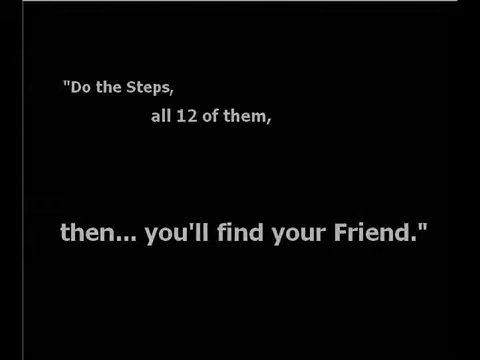 "Do the Steps,
all 12 of them,
then... you'll find your Friend."